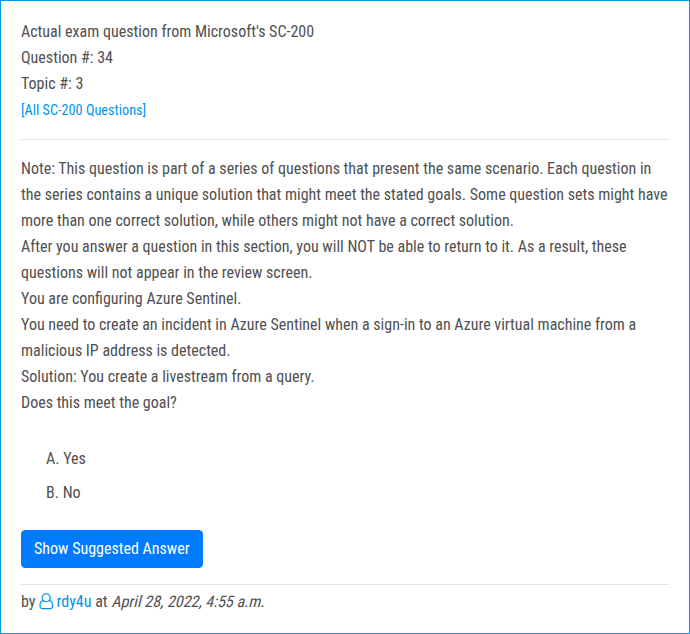 Actual exam question from Microsoft's SC-200
Question #: 34
Topic #: 3
[All SC-200 Questions]
Note: This question is part of a series of questions that present the same scenario. Each question in
the series contains a unique solution that might meet the stated goals. Some question sets might have
more than one correct solution, while others might not have a correct solution.
After you answer a question in this section, you will NOT be able to return to it. As a result, these
questions will not appear in the review screen.
You are configuring Azure Sentinel.
You need to create an incident in Azure Sentinel when a sign-in to an Azure virtual machine from a
malicious IP address is detected.
Solution: You create a livestream from a query.
Does this meet the goal?
A. Yes
B. No
Show Suggested Answer
by rdy4u at April 28, 2022, 4:55 a.m.